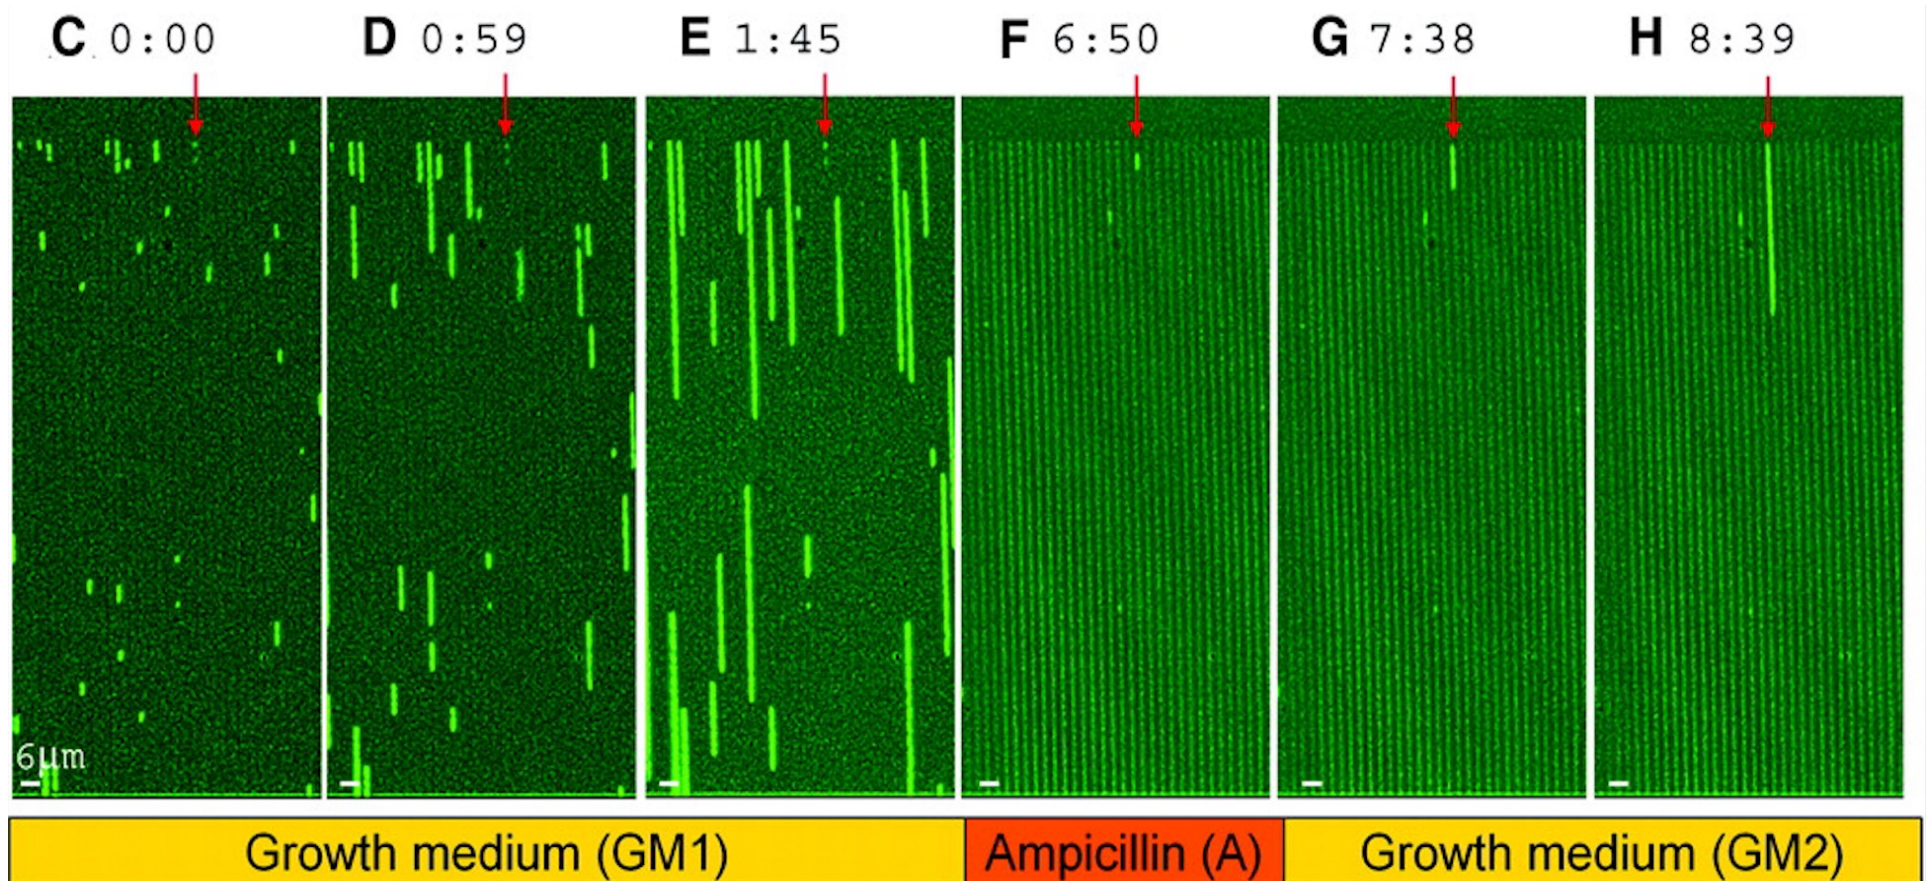 C 0:00 D 0:59 E 1:45 F 6:50 G 7:38 H 8:39
6μm
Growth medium (GM1) Ampicillin (A) Growth medium (GM2)